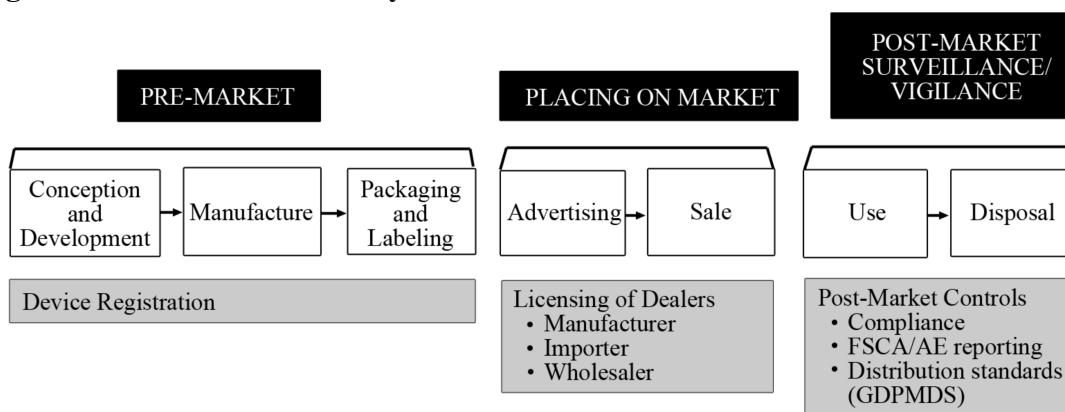 PRE-MARKET
PLACING ON MARKET
POST-MARKET
SURVEILLANCE/
VIGILANCE
Conception
and
Development
Manufacture
Packaging
and
Labeling
Advertising
Sale
Use
Disposal
Device Registration
Licensing of Dealers
• Manufacturer
• Importer
• Wholesaler
Post-Market Controls
• Compliance
• FSCA/AE reporting
• Distribution standards
(GDPMDS)